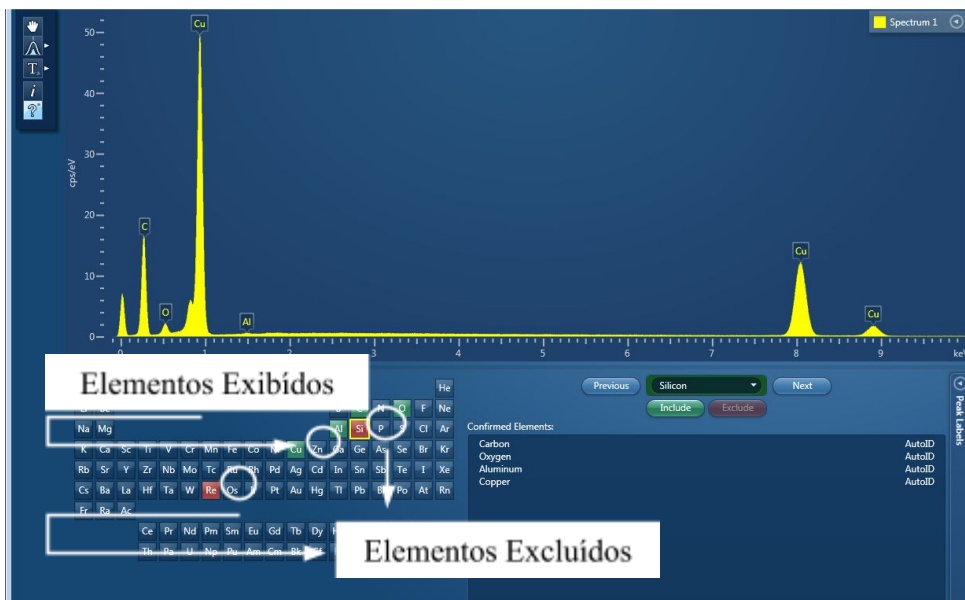 Cu
Spectrum 1
T
i
?
50
40
30
20
10
0
cps/eV
C
O
Al
Cu
Cu
0 1 2 3 4 5 6 7 8 9 keV
Elementos Exibídos
He
N O F Ne
Na Mg Al Si P S Cl Ar
K Ca Sc Ti V Cr Mn Fe Co Cu Zn Ga Ge As Se Br Kr
Rb Sr Y Zr Nb Mo Tc Ru Rh Pd Ag Cd In Sn Sb Te I Xe
Cs Ba La Hf Ta W Re Os Pt Au Hg Tl Pb Po At Rn
Fr Ra Ac
Ce Pr Nd Pm Sm Eu Gd Tb Dy
Th Pa U Np Pu Am Cm Bk
Elementos Excluídos
Previous Silicon Next
Include Exclude
Confirmed Elements:
Carbon AutoID
Oxygen AutoID
Aluminum AutoID
Copper AutoID
Peak Labels